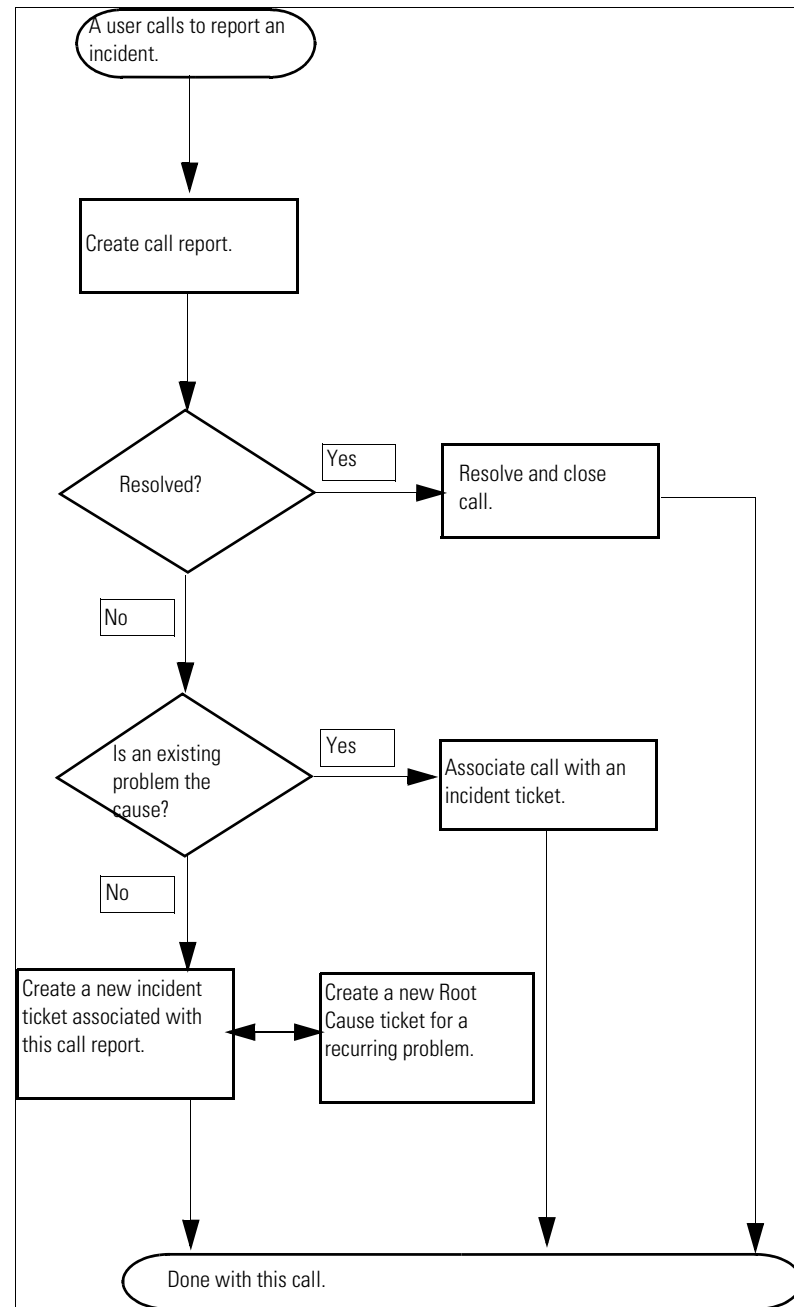 A user calls to report an
incident.
Create call report.
Resolved?
Yes
Resolve and close
call.
No
Is an existing
problem the
cause?
Yes
Associate call with an
incident ticket.
No
Create a new incident
ticket associated with
this call report.
Create a new Root
Cause ticket for a
recurring problem.
Done with this call.